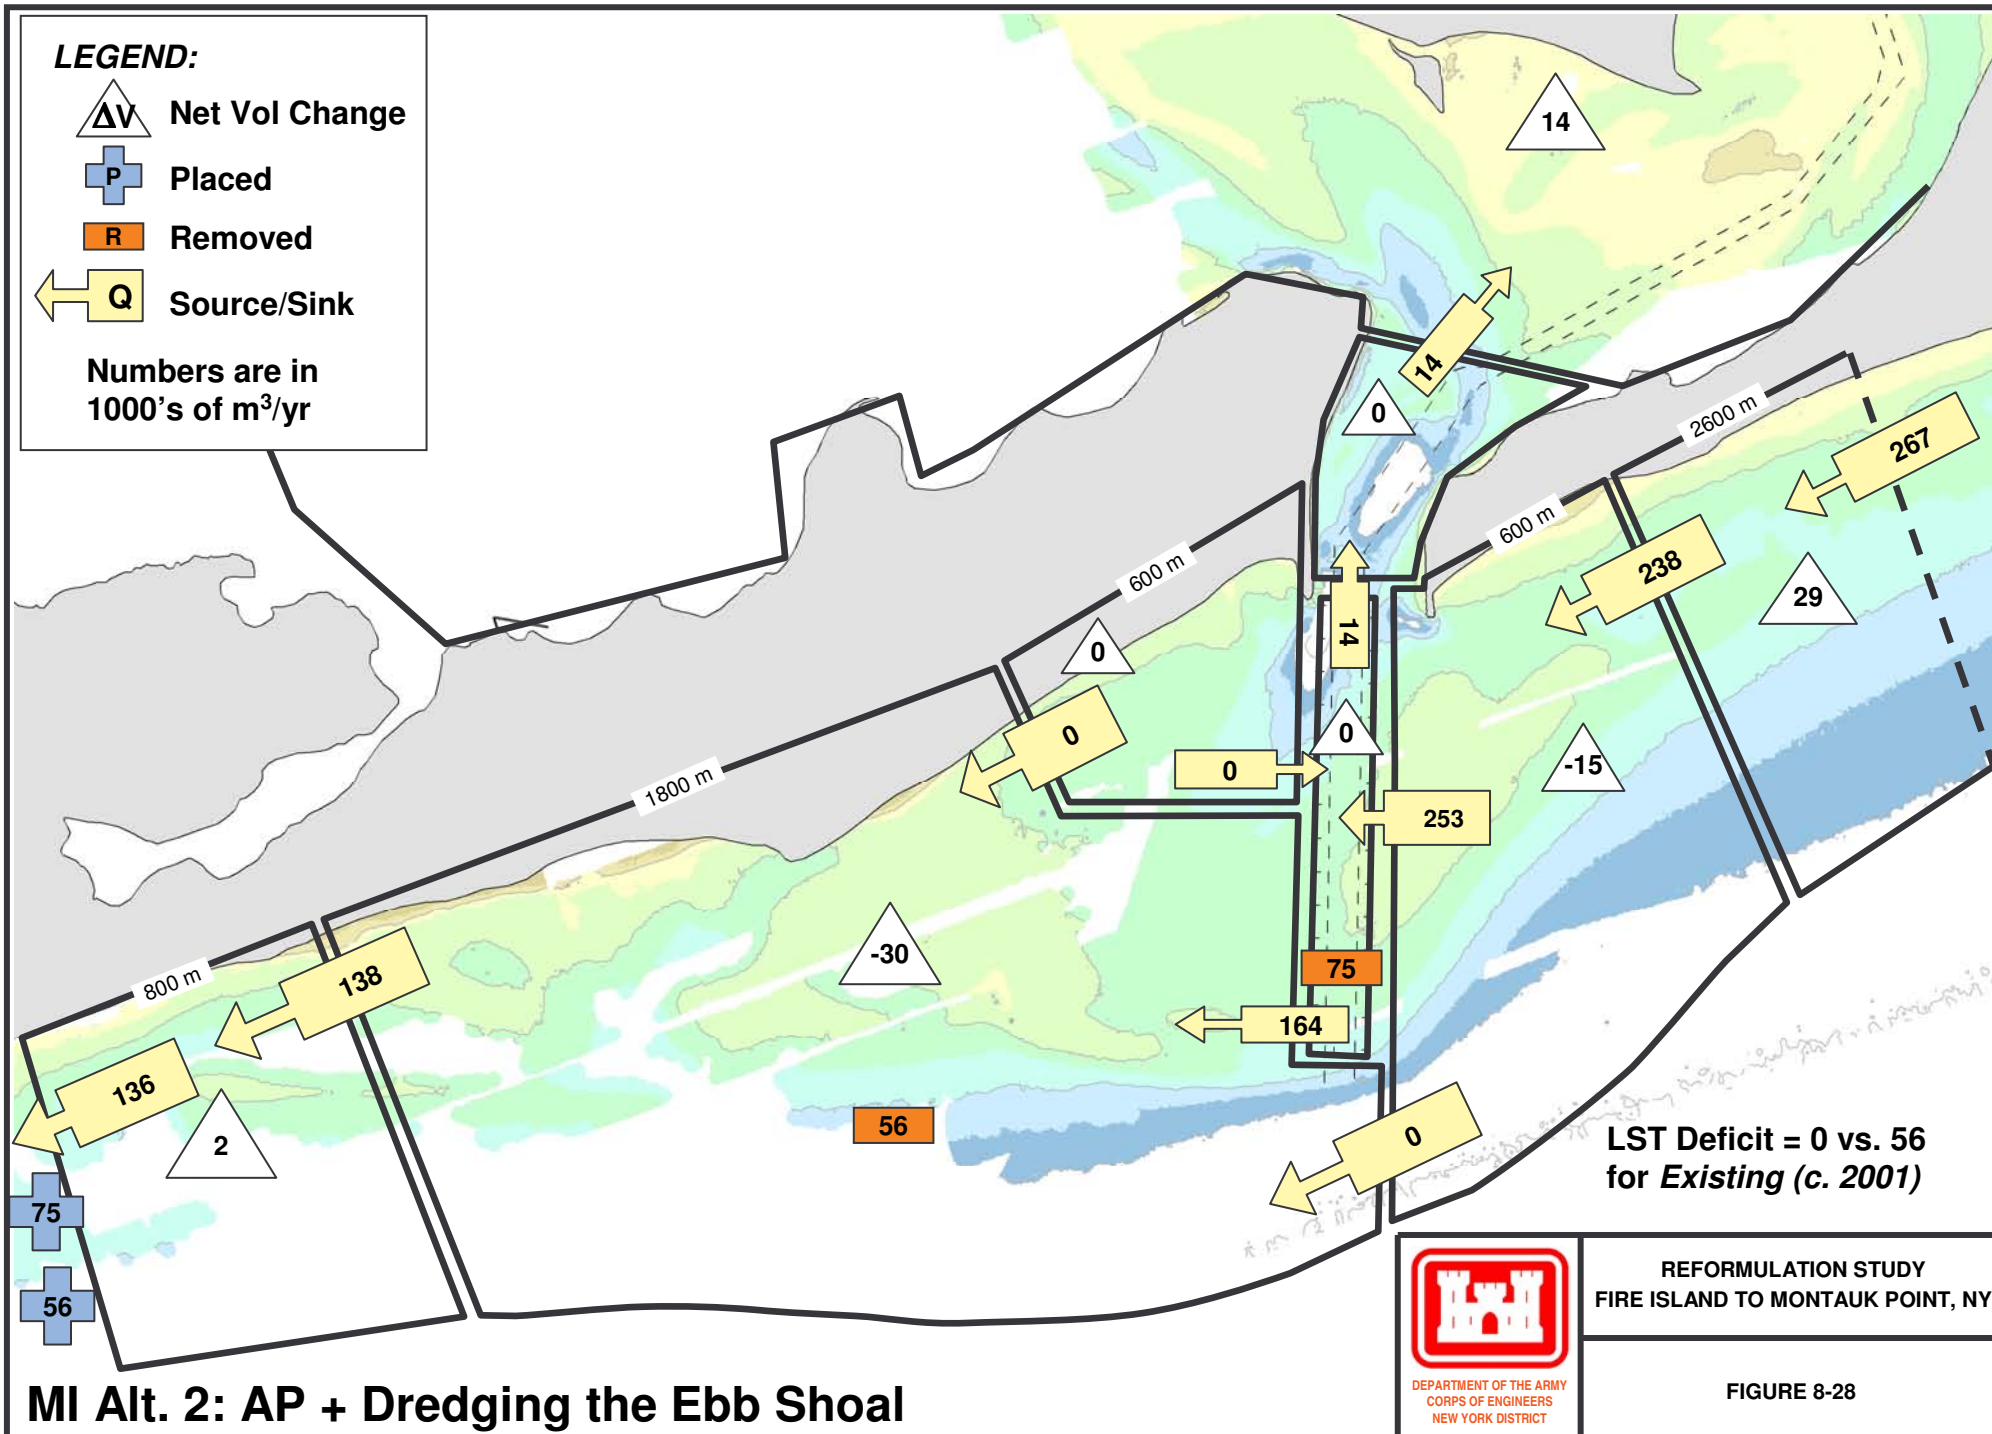 LEGEND:
ΔV Net Vol Change
P Placed
R Removed
Q Source/Sink
Numbers are in
1000's of m³/yr
14
14
0
2600 m
267
600 m
238
29
600 m
0
14
0
0
0
-15
253
1800 m
-30
75
164
800 m
138
136
2
56
0
75
56
LST Deficit = 0 vs. 56
for Existing (c. 2001)
MI Alt. 2: AP + Dredging the Ebb Shoal
DEPARTMENT OF THE ARMY
CORPS OF ENGINEERS
NEW YORK DISTRICT
REFORMULATION STUDY
FIRE ISLAND TO MONTAUK POINT, NY
FIGURE 8-28